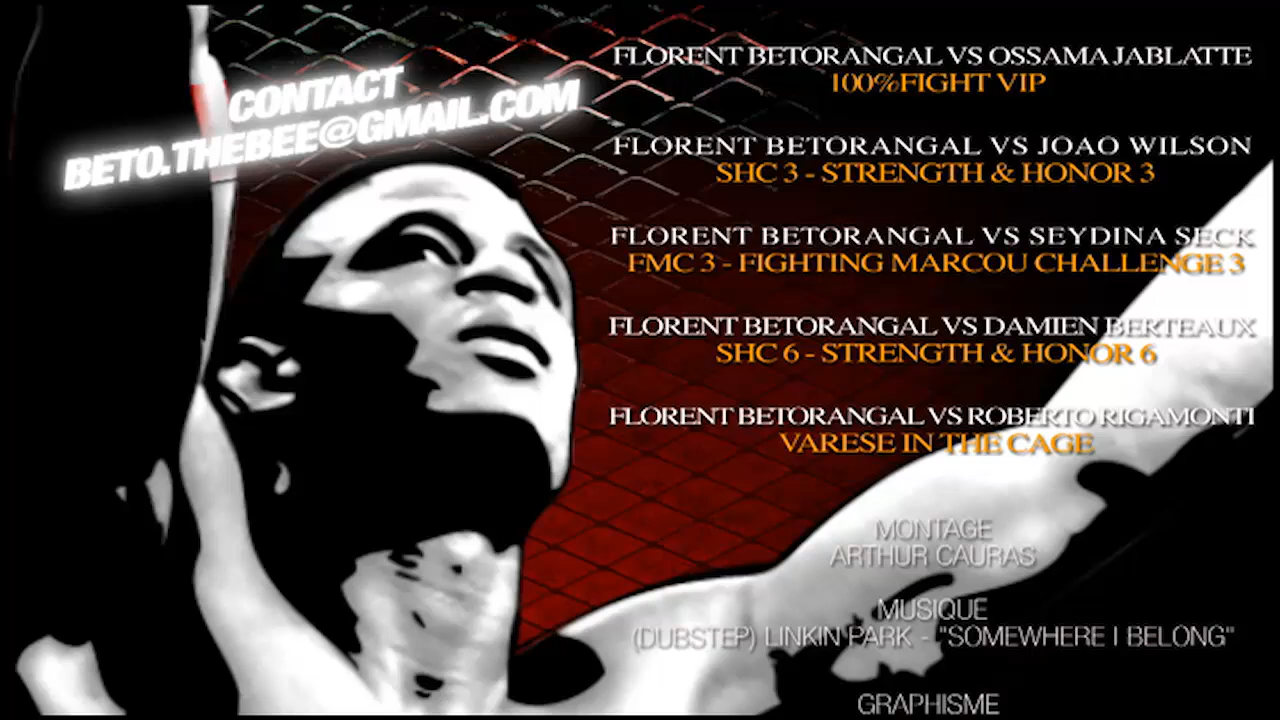 CONTACT
BETO.THEBEE@GMAIL.COM
FLORENT BETORANGAL VS OSSAMA JABLATTE
100%FIGHT VIP
FLORENT BETORANGAL VS JOAO WILSON
SHC 3 - STRENGTH & HONOR 3
FLORENT BETORANGAL VS SEYDINA SECK
FMC 3 - FIGHTING MARCOU CHALLENGE 3
FLORENT BETORANGAL VS DAMIEN BERTEAUX
SHC 6 - STRENGTH & HONOR 6
FLORENT BETORANGAL VS ROBERTO RIGAMONTI
VARESE IN THE CAGE
MONTAGE
ARTHUR CAURAS
MUSIQUE
(DUBSTEP) LINKIN PARK - "SOMEWHERE I BELONG"
GRAPHISME